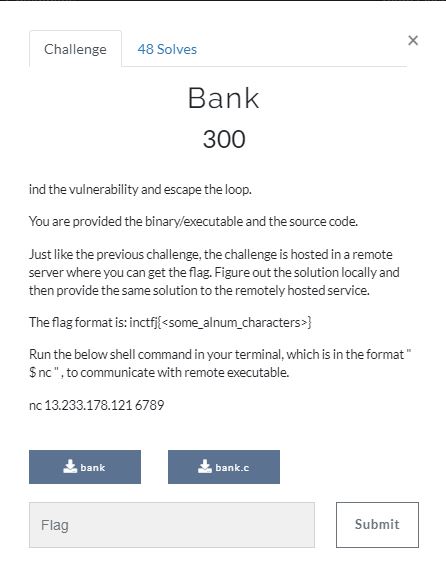 Challenge
48 Solves
×
Bank
300
ind the vulnerability and escape the loop.
You are provided the binary/executable and the source code.
Just like the previous challenge, the challenge is hosted in a remote
server where you can get the flag. Figure out the solution locally and
then provide the same solution to the remotely hosted service.
The flag format is: inctfj{<some_alnum_characters>}
Run the below shell command in your terminal, which is in the format "
$ nc " , to communicate with remote executable.
nc 13.233.178.121 6789
bank
bank.c
Flag
Submit